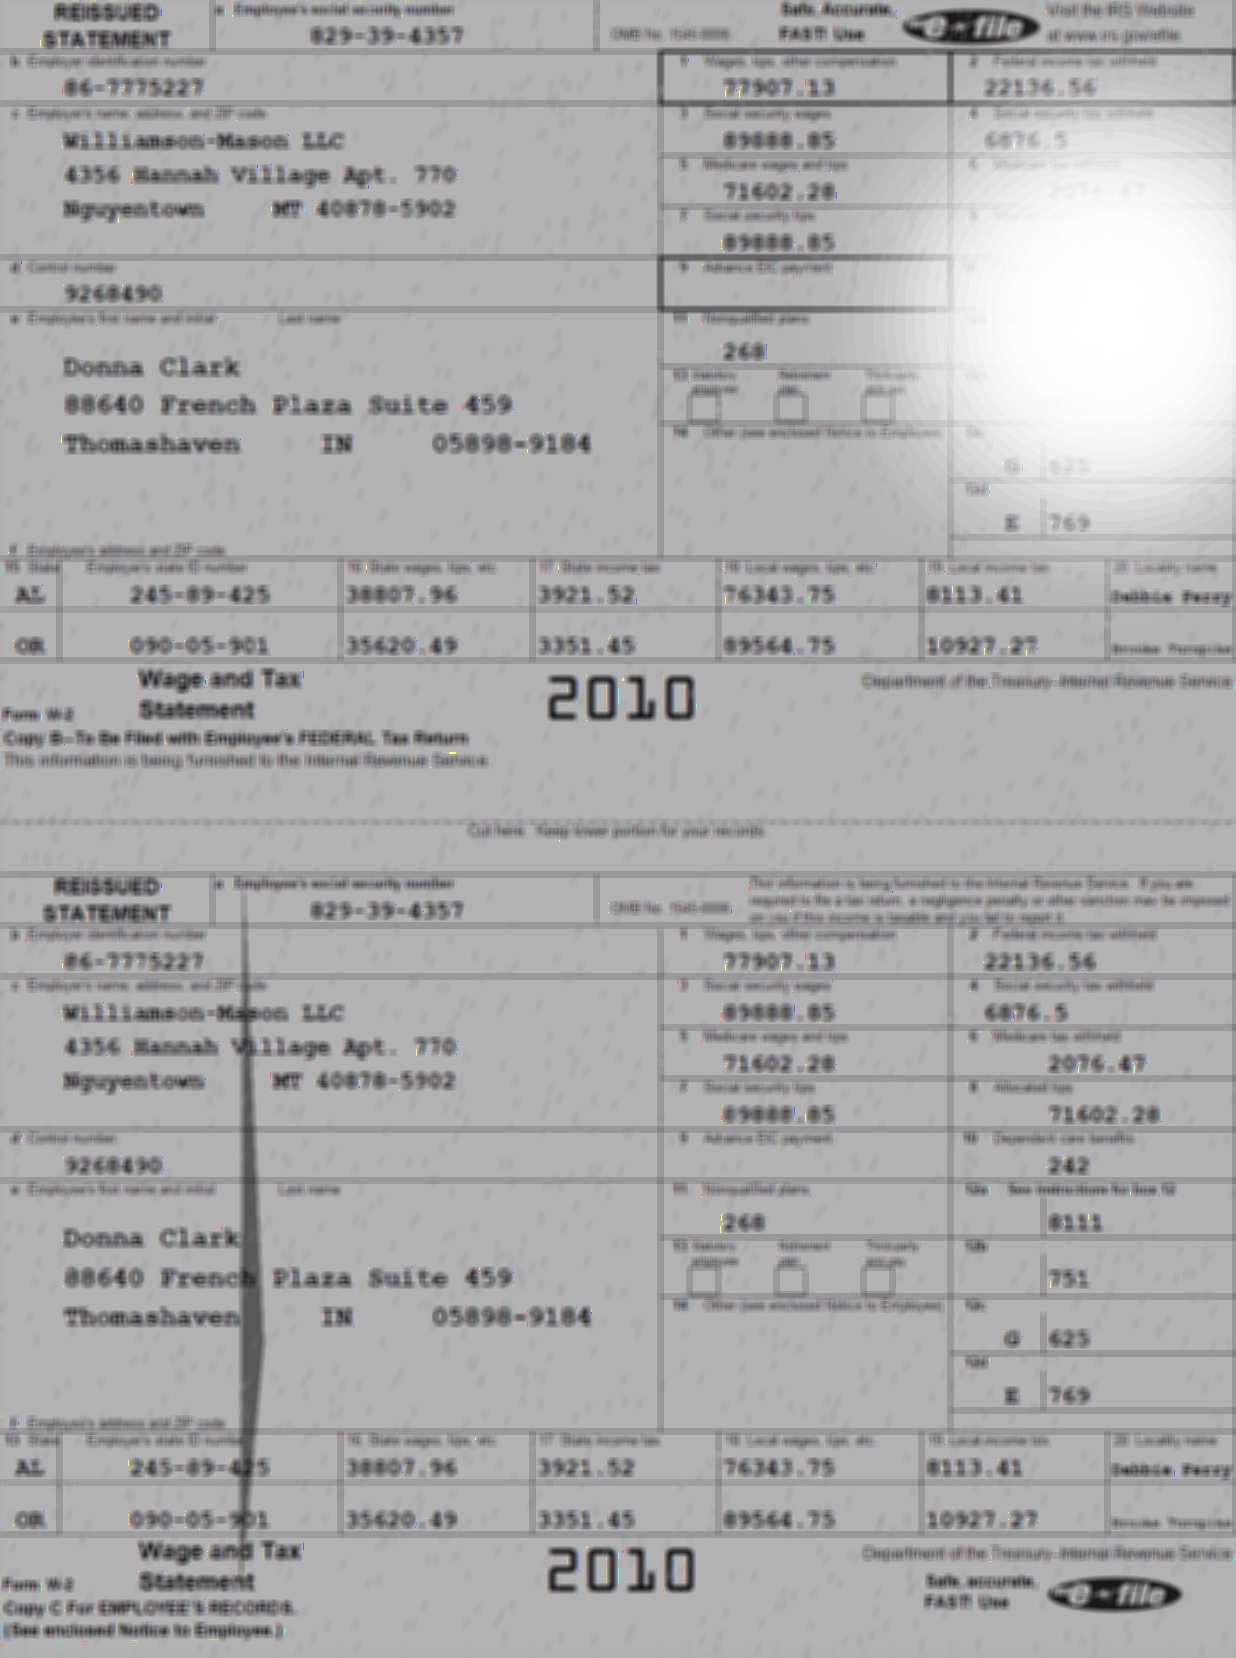 REISSUED STATEMENT
a Employee's social security number
829-39-4357
OMB No. 1545-0008
Safe, Accurate, FAST! Use
e~file
Visit the IRS Website at www.irs.gov/efile.
b Employer identification number
86-7775227
1 Wages, tips, other compensation
77907.13
2 Federal income tax withheld
22136.56
c Employer's name, address, and ZIP code
Williamson-Mason LLC
4356 Hannah Village Apt. 770
Nguyentown MT 40878-5902
3 Social security wages
89888.85
4 Social security tax withheld
6876.5
5 Medicare wages and tips
71602.28
2076.47
7 Social security tips
89888.85
d Control number
9268490
9 Advance EIC payment
e Employee's first name and initial Last name
Donna Clark
88640 French Plaza Suite 459
Thomashaven IN 05898-9184
11 Nonqualified plans
268
13 Statutory employee Retirement plan Third-party sick pay
14 Other (see enclosed Notice to Employee)
G 625
12d
E 769
f Employee's address and ZIP code
15 State Employer's state ID number 16 State wages, tips, etc. 17 State income tax 18 Local wages, tips, etc. 19 Local income tax 20 Locality name
AL 245-89-425 38807.96 3921.52 76343.75 8113.41 Debbie Perry
OR 090-05-901 35620.49 3351.45 89564.75 10927.27
Wage and Tax
Form W-2 Statement
2010
Department of the Treasury-Internal Revenue Service
Copy B-To Be Filed with Employee's FEDERAL Tax Return
This information is being furnished to the Internal Revenue Service.
Cut here. Keep lower portion for your records.
REISSUED STATEMENT
a Employee's social security number
829-39-4357
OMB No. 1545-0008
This information is being furnished to the Internal Revenue Service. If you are
required to file a tax return, a negligence penalty or other sanction may be imposed
on you if this income is taxable and you fail to report it.
b Employer identification number
86-7775227
1 Wages, tips, other compensation
77907.13
2 Federal income tax withheld
22136.56
c Employer's name, address, and ZIP code
Williamson-Mason LLC
4356 Hannah Village Apt. 770
Nguyentown MT 40878-5902
3 Social security wages
89888.85
4 Social security tax withheld
6876.5
5 Medicare wages and tips
71602.28
6 Medicare tax withheld
2076.47
7 Social security tips
89888.85
8 Allocated tips
71602.28
d Control number
9268490
9 Advance EIC payment
10 Dependent care benefits
242
e Employee's first name and initial Last name
Donna Clark
88640 French Plaza Suite 459
Thomashaven IN 05898-9184
11 Nonqualified plans
268
12a See instructions for box 12
8111
13 Statutory employee Retirement plan Third-party sick pay
12b
751
14 Other (see enclosed Notice to Employee)
12c
G 625
12d
E 769
f Employee's address and ZIP code
15 State Employer's state ID number 16 State wages, tips, etc. 17 State income tax 18 Local wages, tips, etc. 19 Local income tax 20 Locality name
AL 245-89-425 38807.96 3921.52 76343.75 8113.41 Debbie Perry
OR 090-05-901 35620.49 3351.45 89564.75 10927.27
Wage and Tax
Form W-2 Statement
2010
Department of the Treasury-Internal Revenue Service
Safe, accurate, FAST! Use
e~file
Copy C For EMPLOYEE'S RECORDS.
(See enclosed Notice to Employee.)